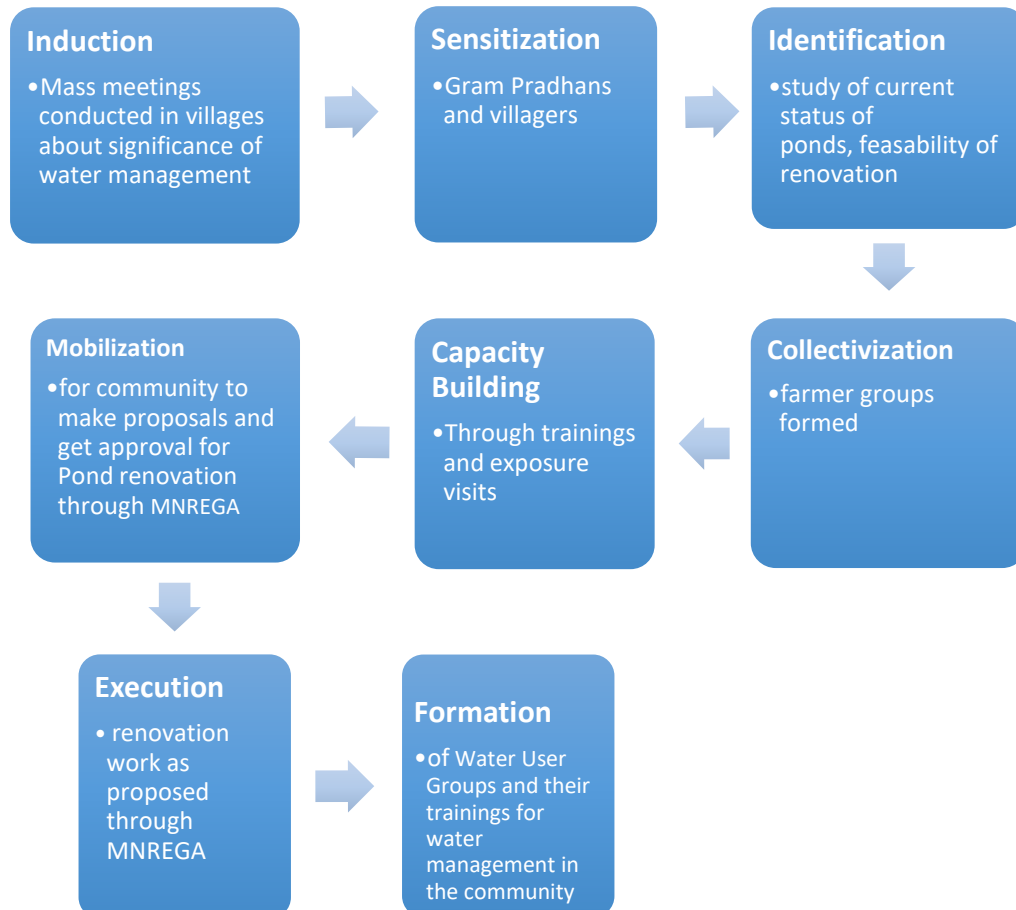 Induction
•Mass meetings
conducted in villages
about significance of
water management
Sensitization
•Gram Pradhans
and villagers
Identification
•study of current
status of
ponds, feasability of
renovation
Collectivization
•farmer groups
formed
Capacity
Building
•Through trainings
and exposure
visits
Mobilization
•for community to
make proposals and
get approval for
Pond renovation
through MNREGA
Execution
• renovation
work as
proposed
through
MNREGA
Formation
•of Water User
Groups and their
trainings for
water
management in
the community